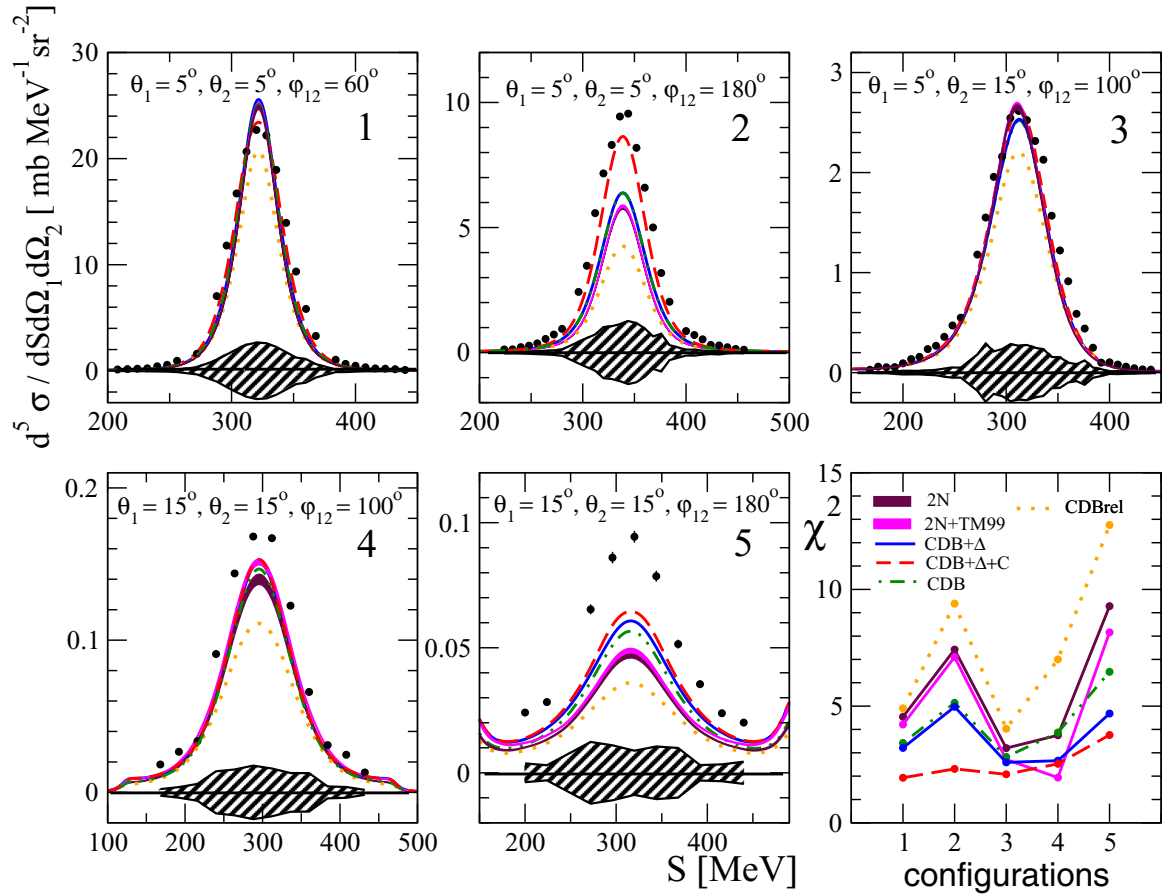 d⁵ σ / dSdΩ₁dΩ₂ [ mb MeV⁻¹ sr⁻²]
30
20
10
0
θ₁ = 5°, θ₂ = 5°, φ₁₂ = 60°
1
200 300 400
10
5
0
θ₁ = 5°, θ₂ = 5°, φ₁₂ = 180°
2
200 300 400 500
3
2
1
0
θ₁ = 5°, θ₂ = 15°, φ₁₂ = 100°
3
200 300 400
0.2
0.1
0
θ₁ = 15°, θ₂ = 15°, φ₁₂ = 100°
4
100 200 300 400 500
0.1
0.05
0
θ₁ = 15°, θ₂ = 15°, φ₁₂ = 180°
5
200 300 400
S [MeV]
χ²
15
10
5
0
2N
2N+TM99
CDB+Δ
CDB+Δ+C
CDB
CDBrel
1 2 3 4 5
configurations